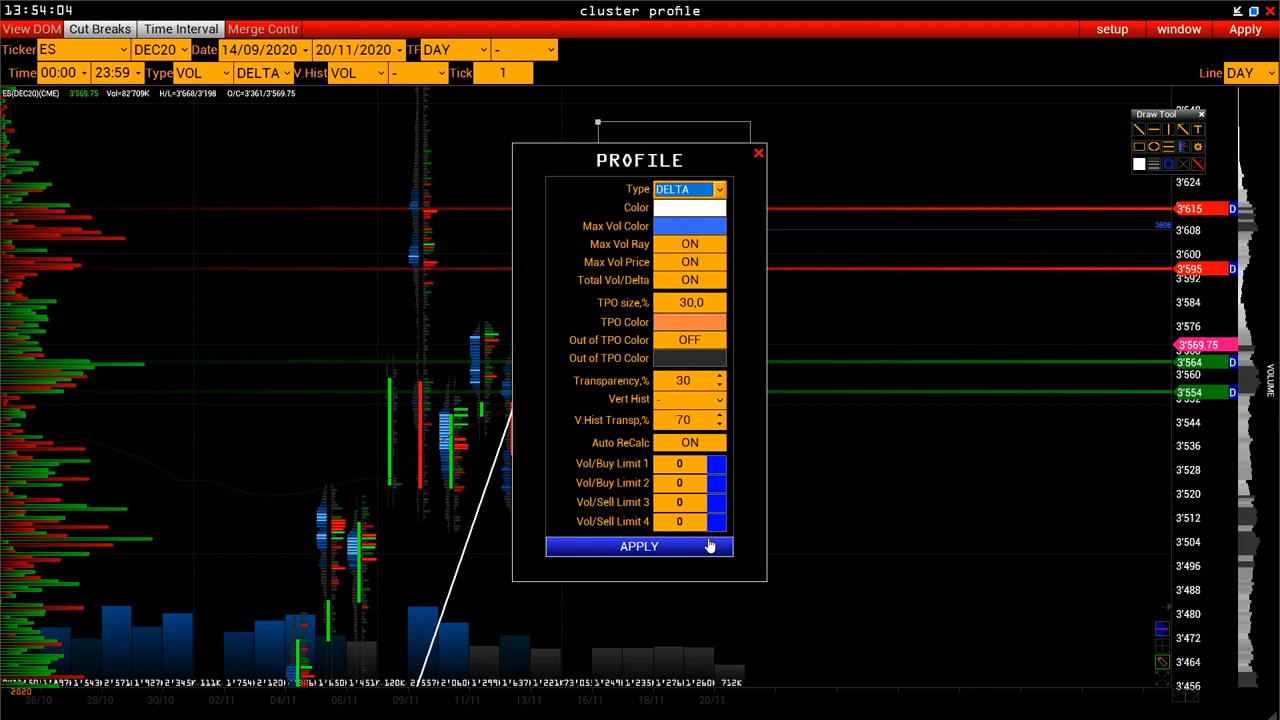 13:54:04
cluster profile
View DOM Cut Breaks Time Interval Merge Contr setup window Apply
Ticker ES DEC20 Date 14/09/2020 20/11/2020 TF DAY -
Time 00:00 23:59 Type VOL DELTA V.Hist VOL - Tick 1 Line DAY
ES(DEC20)(CME) 3'569.75 Vol=82'709K H/L=3'668/3'198 O/C=3'361/3'569.75
Draw Tool
T
PROFILE
Type DELTA
Color
Max Vol Color
Max Vol Ray ON
Max Vol Price ON
Total Vol/Delta ON
TPO size,% 30,0
TPO Color
Out of TPO Color OFF
Out of TPO Color
Transparency,% 30
Vert Hist -
V.Hist Transp,% 70
Auto ReCalc ON
Vol/Buy Limit 1 0
Vol/Buy Limit 2 0
Vol/Sell Limit 3 0
Vol/Sell Limit 4 0
APPLY
3'624
3'615 D
3606
3'608
3'600
3'595 D
3'592
3'584
3'576
3'569.75
3'564 D
3'560
3'554 D
3'544
3'536
3'528
3'520
3'512
3'504
3'496
3'488
3'480
3'472
3'464
3'456
VOLUME
2020
26/10 28/10 02/11 04/11 06/11 09/11 11/11 13/11 16/11 18/11 20/11